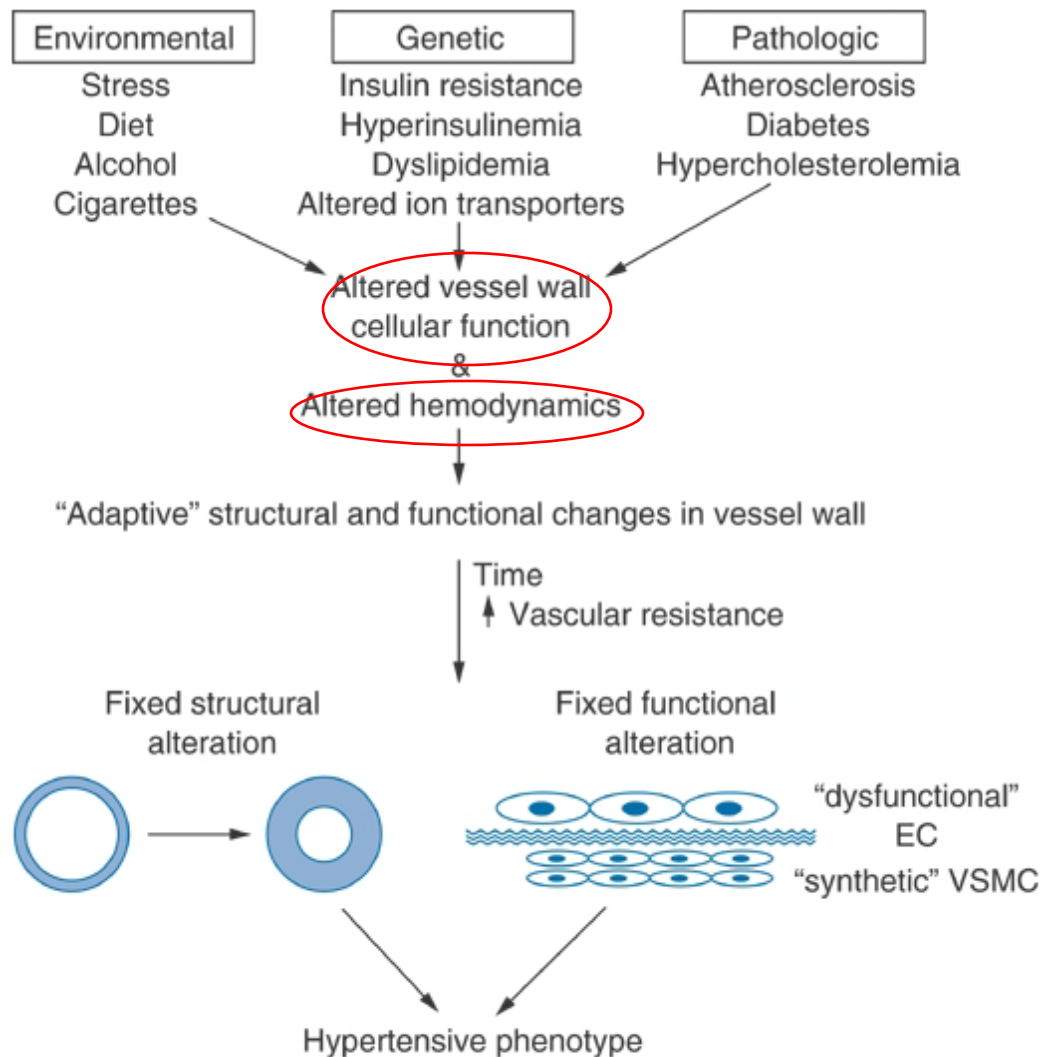 Environmental
Stress
Diet
Alcohol
Cigarettes
Genetic
Insulin resistance
Hyperinsulinemia
Dyslipidemia
Altered ion transporters
Pathologic
Atherosclerosis
Diabetes
Hypercholesterolemia
Altered vessel wall
cellular function
&
Altered hemodynamics
“Adaptive” structural and functional changes in vessel wall
Time
Vascular resistance
Fixed structural
alteration
Fixed functional
alteration
“dysfunctional”
EC
“synthetic” VSMC
Hypertensive phenotype